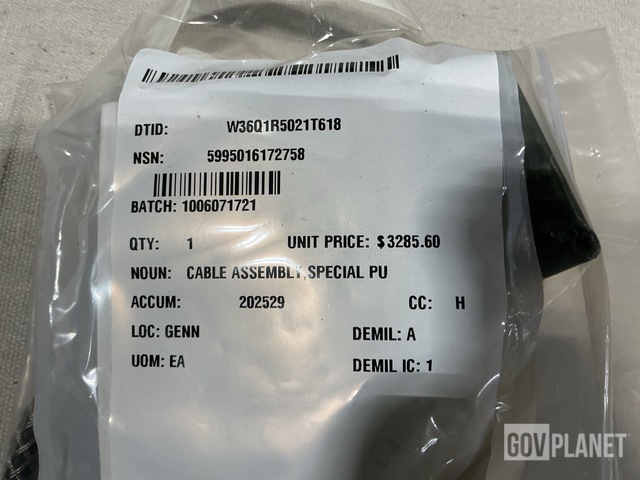 DTID: W36Q1R5021T618
NSN: 5995016172758
BATCH: 1006071721
QTY: 1 UNIT PRICE: $3285.60
NOUN: CABLE ASSEMBLY,SPECIAL PU
ACCUM: 202529 CC: H
LOC: GENN DEMIL: A
UOM: EA DEMIL IC: 1
GOVPLANET